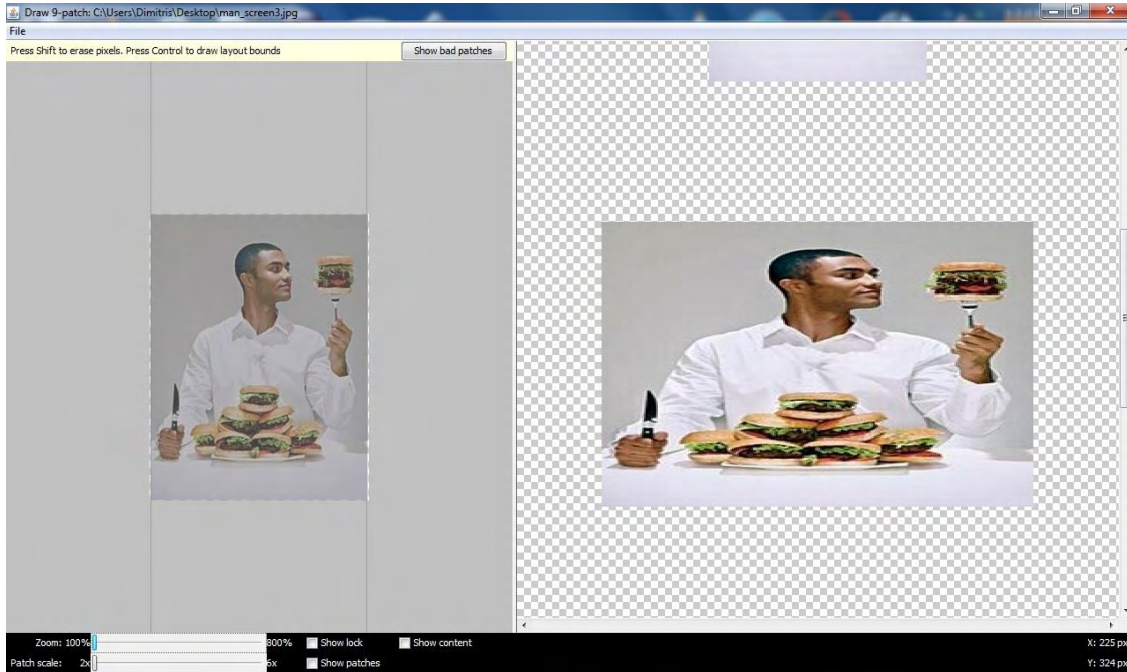 Draw 9-patch: C:\Users\Dimitris\Desktop\man_screen3.jpg
File
Press Shift to erase pixels. Press Control to draw layout bounds
Show bad patches
Zoom: 100% 800% Show lock Show content X: 225 px
Patch scale: 2x 6x Show patches Y: 324 px